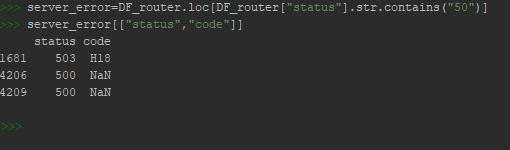 >>> server_error=DF_router.loc[DF_router["status"].str.contains("50")]
>>> server_error[["status","code"]]
status code
1681 503 H18
4206 500 NaN
4209 500 NaN
>>>